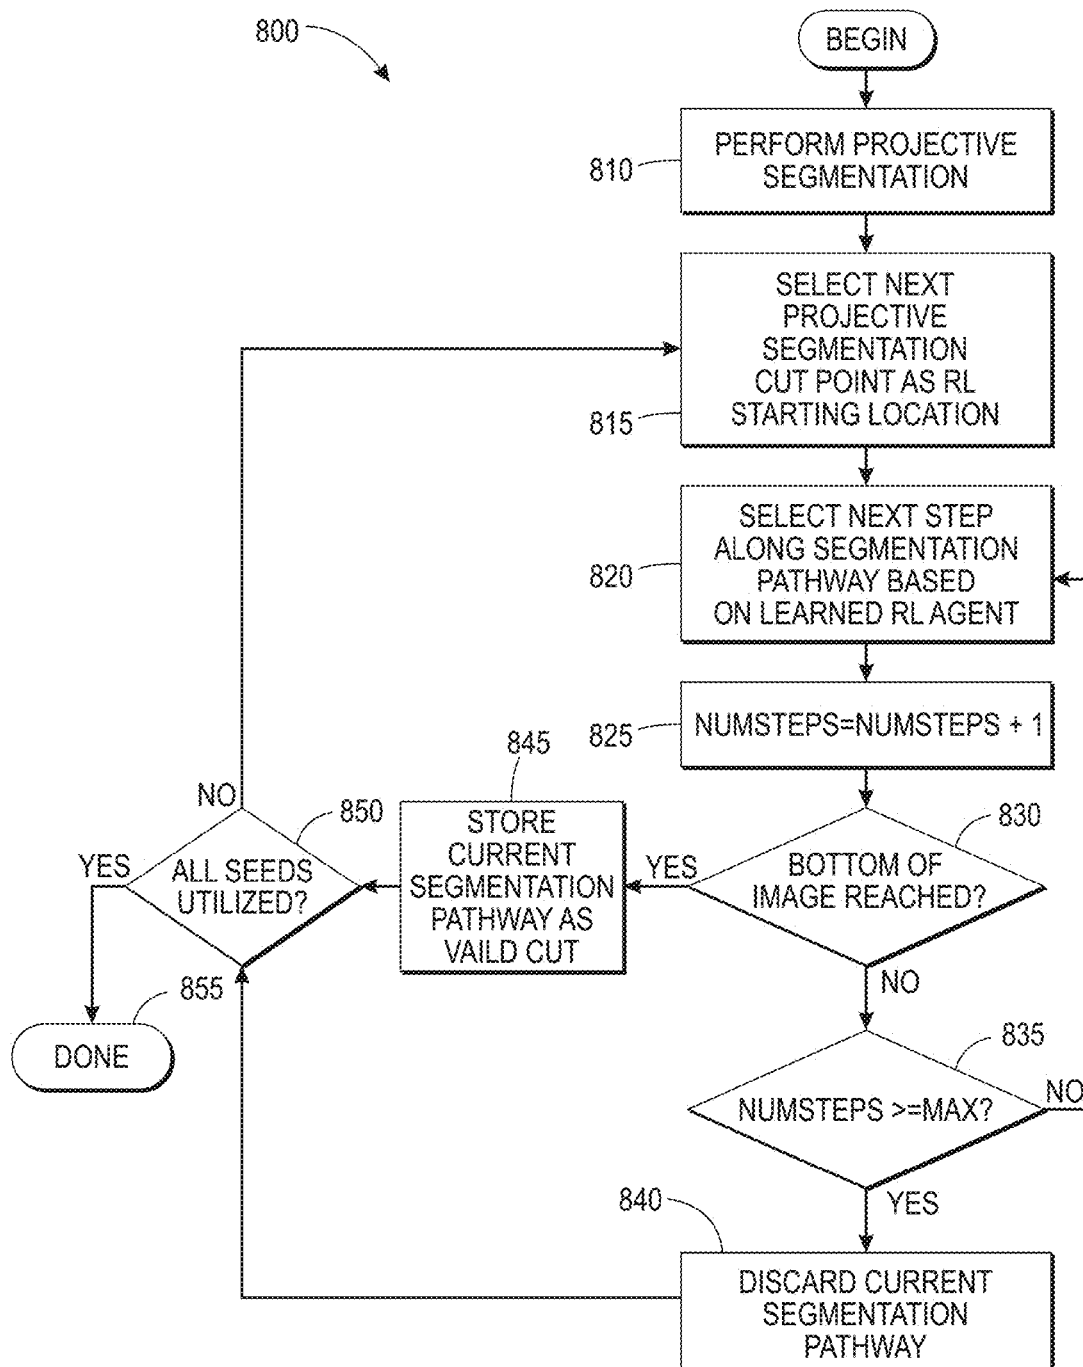 800
BEGIN
810
PERFORM PROJECTIVE
SEGMENTATION
815
SELECT NEXT
PROJECTIVE
SEGMENTATION
CUT POINT AS RL
STARTING LOCATION
820
SELECT NEXT STEP
ALONG SEGMENTATION
PATHWAY BASED
ON LEARNED RL AGENT
825
NUMSTEPS=NUMSTEPS + 1
830
BOTTOM OF
IMAGE REACHED?
YES
NO
845
STORE
CURRENT
SEGMENTATION
PATHWAY AS
VAILD CUT
850
ALL SEEDS
UTILIZED?
NO
YES
855
DONE
835
NUMSTEPS >=MAX?
NO
YES
840
DISCARD CURRENT
SEGMENTATION
PATHWAY